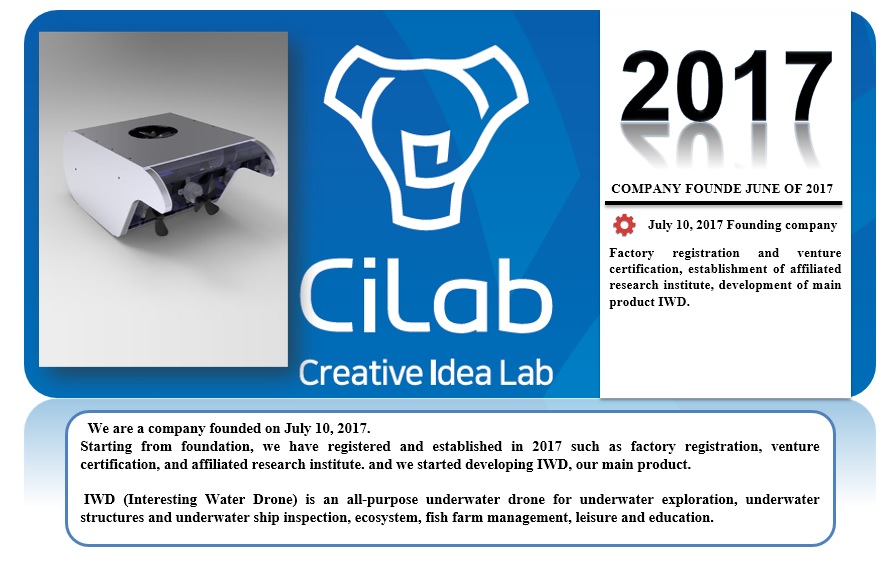 CiLab
Creative Idea Lab
2017
COMPANY FOUNDE JUNE OF 2017
July 10, 2017 Founding company
Factory registration and venture
certification, establishment of affiliated
research institute, development of main
product IWD.
We are a company founded on July 10, 2017.
Starting from foundation, we have registered and established in 2017 such as factory registration, venture
certification, and affiliated research institute. and we started developing IWD, our main product.
IWD (Interesting Water Drone) is an all-purpose underwater drone for underwater exploration, underwater
structures and underwater ship inspection, ecosystem, fish farm management, leisure and education.